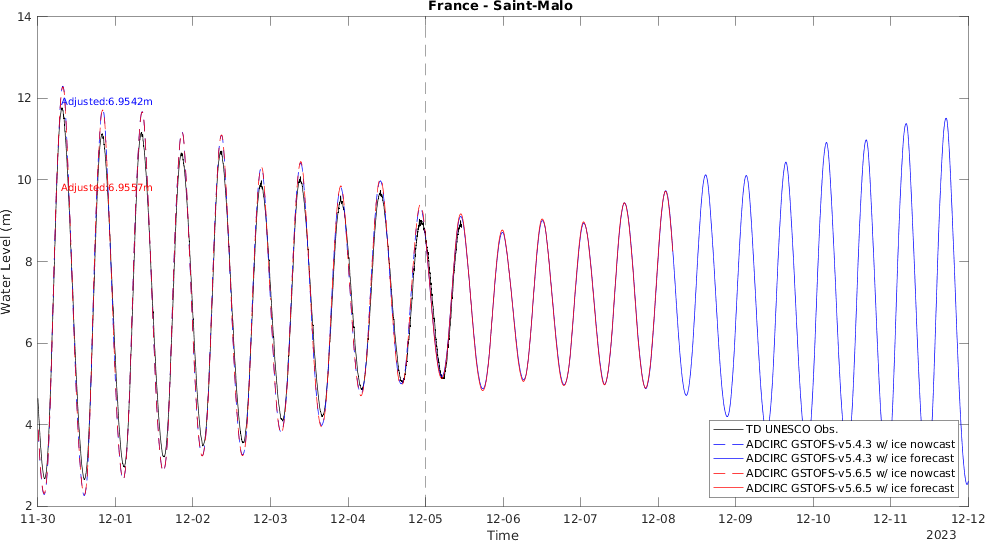 France - Saint-Malo
Water Level (m)
14
12
10
8
6
4
2
Adjusted:6.9542m
Adjusted:6.9557m
TD UNESCO Obs.
ADCIRC GSTOFS-v5.4.3 w/ ice nowcast
ADCIRC GSTOFS-v5.4.3 w/ ice forecast
ADCIRC GSTOFS-v5.6.5 w/ ice nowcast
ADCIRC GSTOFS-v5.6.5 w/ ice forecast
11-30 12-01 12-02 12-03 12-04 12-05 12-06 12-07 12-08 12-09 12-10 12-11 12-12
Time
2023